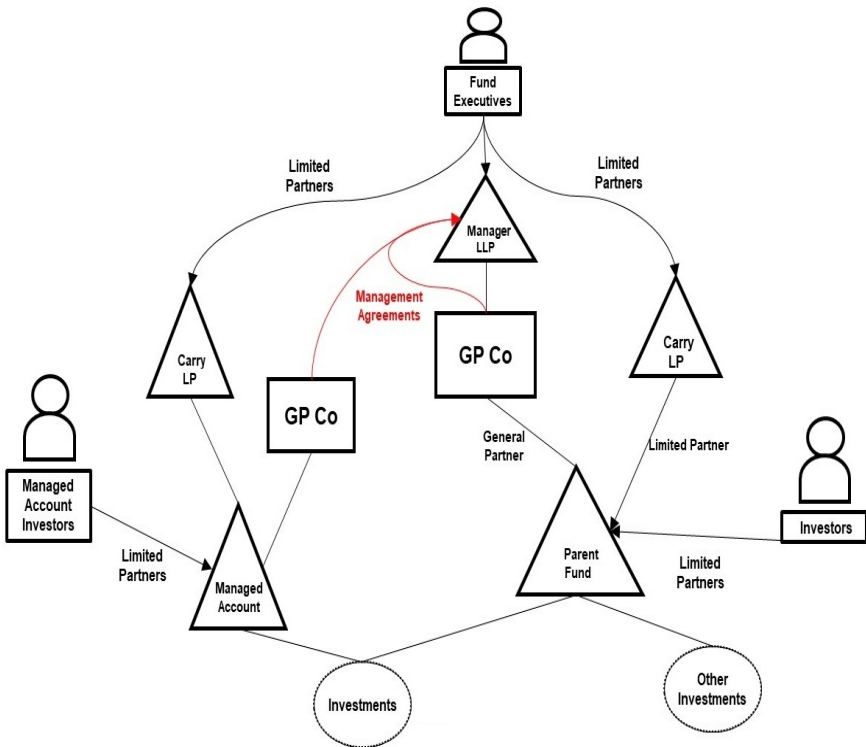 Fund
Executives
Limited
Partners
Limited
Partners
Manager
LLP
Management
Agreements
Carry
LP
GP Co
GP Co
Carry
LP
General
Partner
Limited Partner
Managed
Account
Investors
Investors
Limited
Partners
Managed
Account
Parent
Fund
Limited
Partners
Investments
Other
Investments